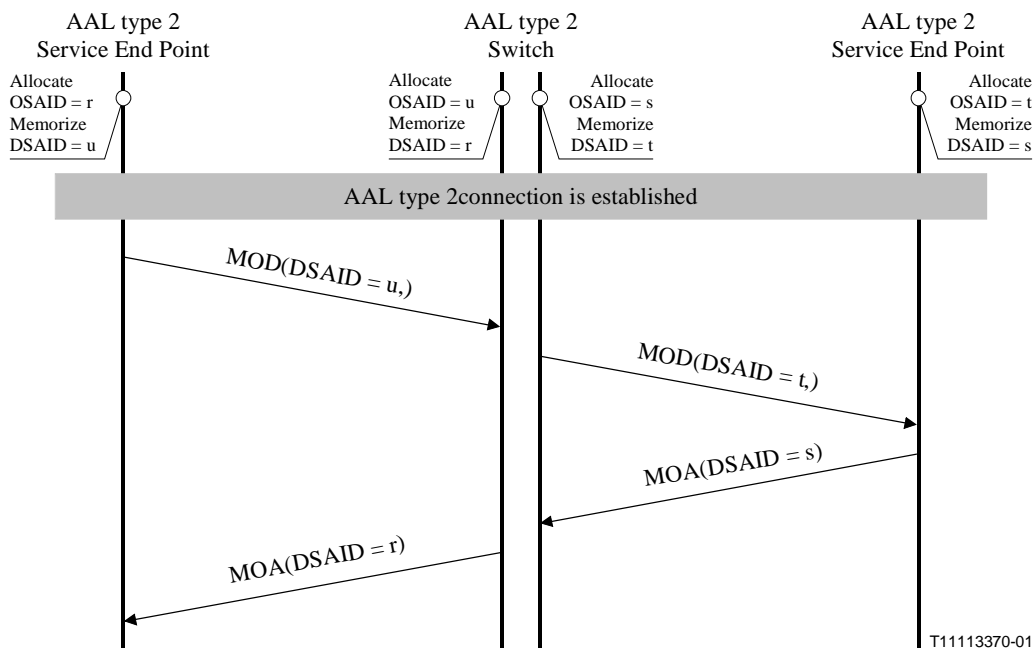 AAL type 2
Service End Point
AAL type 2
Switch
AAL type 2
Service End Point
Allocate
OSAID = r
Memorize
DSAID = u
Allocate
OSAID = u
Memorize
DSAID = r
Allocate
OSAID = s
Memorize
DSAID = t
Allocate
OSAID = t
Memorize
DSAID = s
AAL type 2connection is established
MOD(DSAID = u,)
MOD(DSAID = t,)
MOA(DSAID = s)
MOA(DSAID = r)
T11113370-01